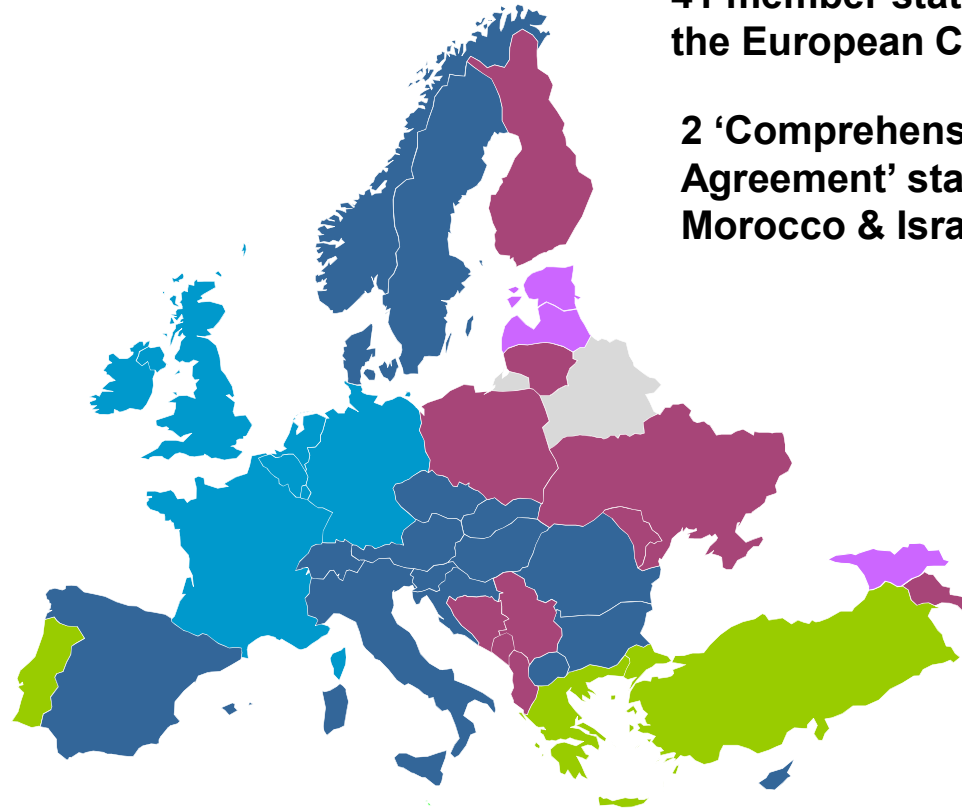 the European C
2 ‘Comprehens
Agreement’ sta
Morocco & Isra